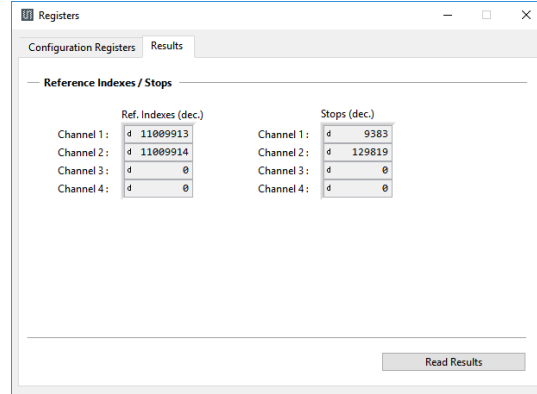 Registers
Configuration Registers Results
Reference Indexes / Stops
Ref. Indexes (dec.) Stops (dec.)
Channel 1 : d 11009913 Channel 1 : d 9383
Channel 2 : d 11009914 Channel 2 : d 129819
Channel 3 : d 0 Channel 3 : d 0
Channel 4 : d 0 Channel 4 : d 0
Read Results